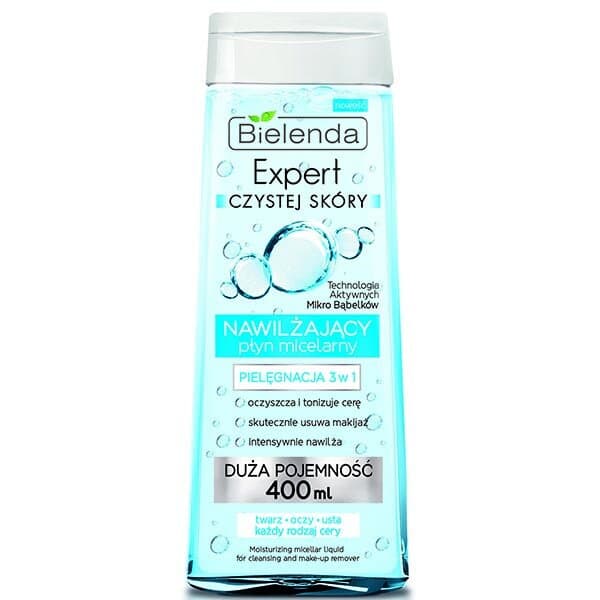 nowość
Bielenda
Expert
CZYSTEJ SKÓRY
Technologia
Aktywnych
Mikro Bąbelków
NAWILŻAJĄCY
płyn micelarny
PIELĘGNACJA 3 w 1
oczyszcza i tonizuje cerę
skutecznie usuwa makijaż
intensywnie nawilża
DUŻA POJEMNOŚĆ
400 ml
twarz • oczy • usta
każdy rodzaj cery
Moisturizing micellar liquid
for cleansing and make-up remover